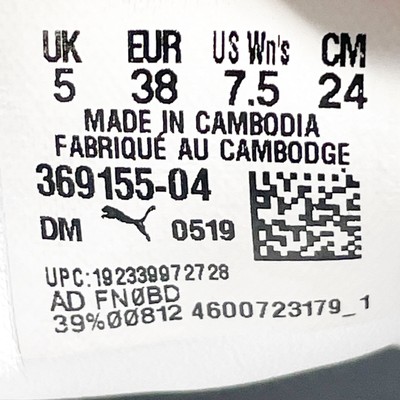 UK EUR US Wn's CM
5 38 7.5 24
MADE IN CAMBODIA
FABRIQUÉ AU CAMBODGE
369155-04
DM 0519
UPC:192339972728
AD FNØBD
39%00812 4600723179_1